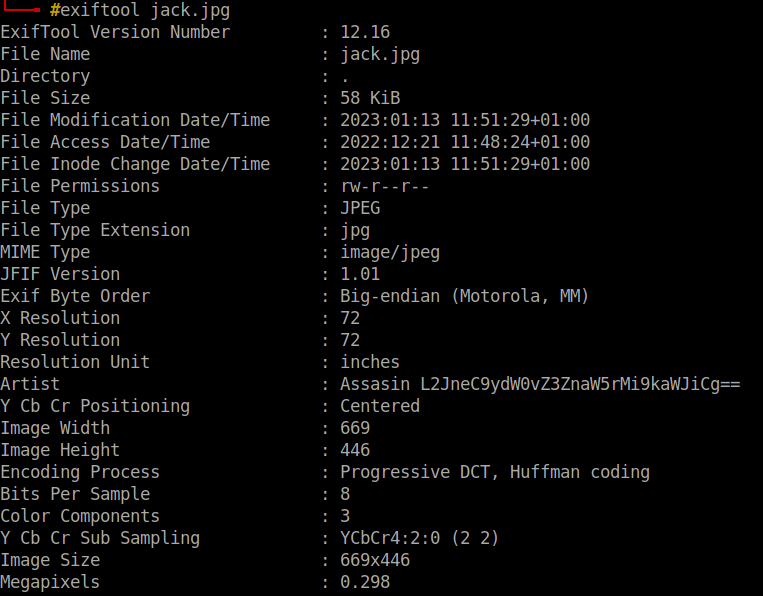 #exiftool jack.jpg
ExifTool Version Number : 12.16
File Name : jack.jpg
Directory : .
File Size : 58 KiB
File Modification Date/Time : 2023:01:13 11:51:29+01:00
File Access Date/Time : 2022:12:21 11:48:24+01:00
File Inode Change Date/Time : 2023:01:13 11:51:29+01:00
File Permissions : rw-r--r--
File Type : JPEG
File Type Extension : jpg
MIME Type : image/jpeg
JFIF Version : 1.01
Exif Byte Order : Big-endian (Motorola, MM)
X Resolution : 72
Y Resolution : 72
Resolution Unit : inches
Artist : Assasin L2JneC9ydW0vZ3ZnaW5rMi9kaWJiCg==
Y Cb Cr Positioning : Centered
Image Width : 669
Image Height : 446
Encoding Process : Progressive DCT, Huffman coding
Bits Per Sample : 8
Color Components : 3
Y Cb Cr Sub Sampling : YCbCr4:2:0 (2 2)
Image Size : 669x446
Megapixels : 0.298